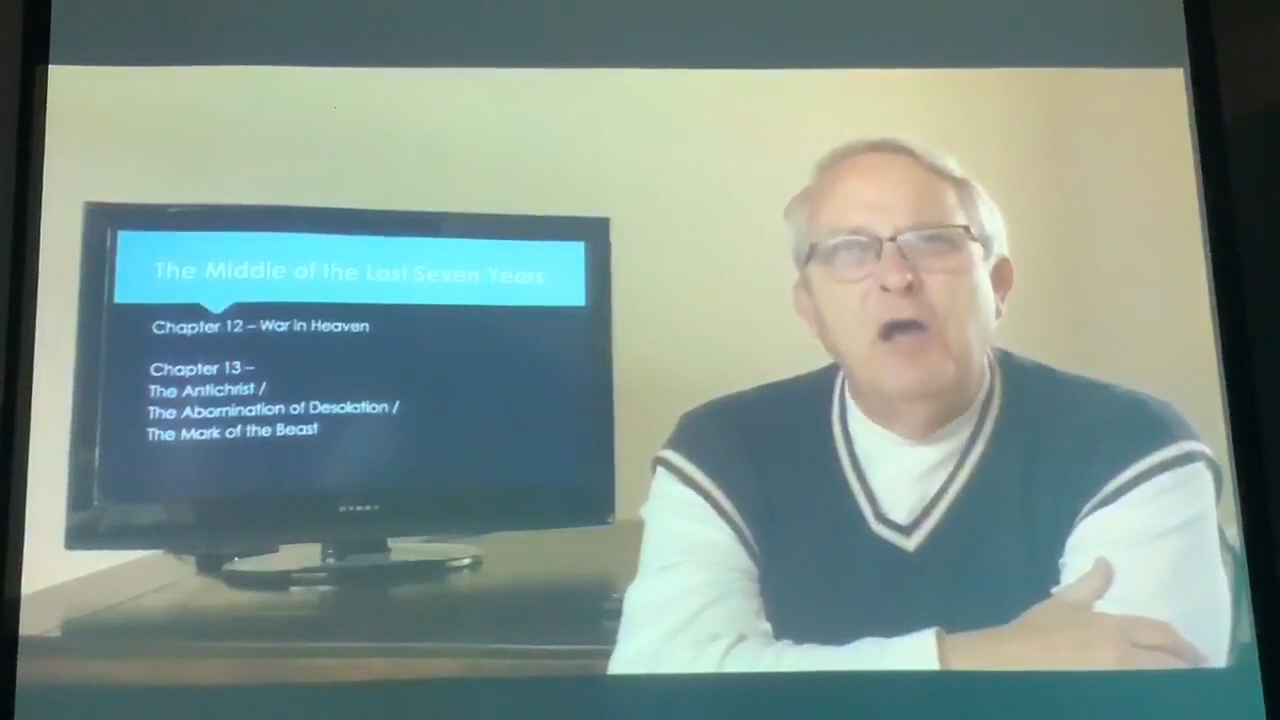 The Middle of the Last Seven Years
Chapter 12 – War in Heaven
Chapter 13 –
The Antichrist /
The Abomination of Desolation /
The Mark of the Beast